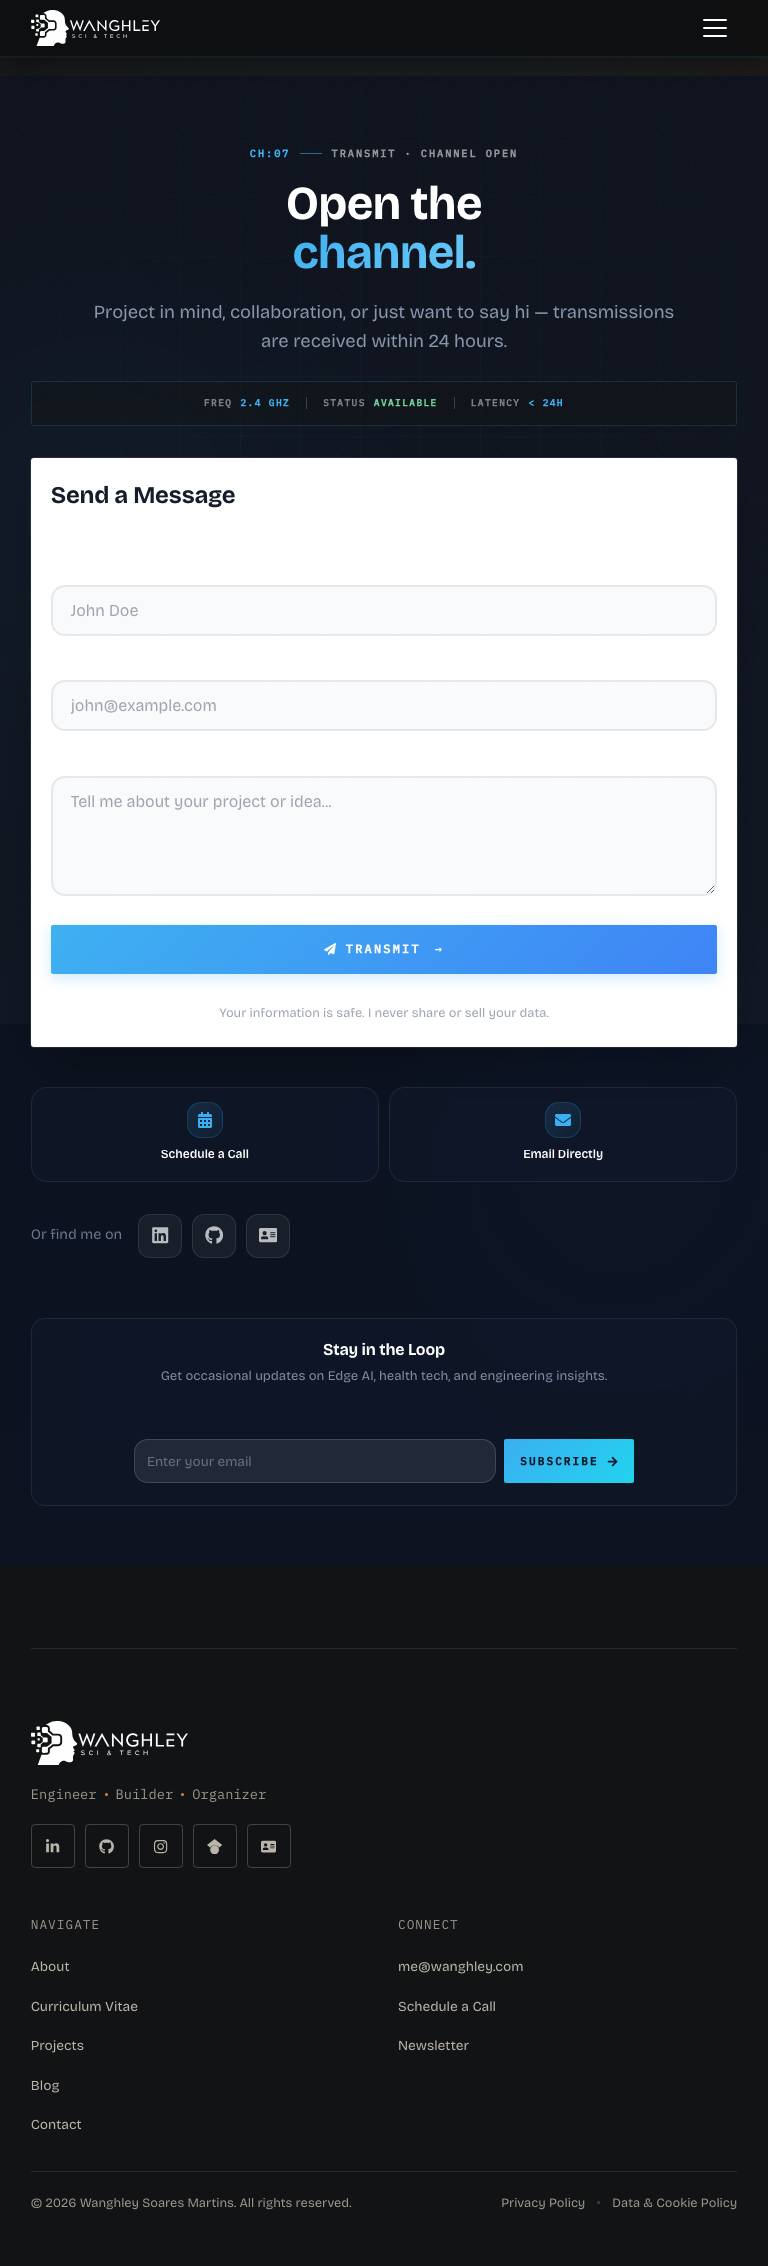 WANGHLEY
SCI & TECH
CH:07 TRANSMIT · CHANNEL OPEN
Open the
channel.
Project in mind, collaboration, or just want to say hi — transmissions
are received within 24 hours.
FREQ 2.4 GHZ STATUS AVAILABLE LATENCY < 24H
Send a Message
John Doe
john@example.com
Tell me about your project or idea...
TRANSMIT →
Your information is safe. I never share or sell your data.
Schedule a Call
Email Directly
Or find me on
Stay in the Loop
Get occasional updates on Edge AI, health tech, and engineering insights.
Enter your email
SUBSCRIBE →
WANGHLEY
SCI & TECH
Engineer • Builder • Organizer
NAVIGATE
About
Curriculum Vitae
Projects
Blog
Contact
CONNECT
me@wanghley.com
Schedule a Call
Newsletter
© 2026 Wanghley Soares Martins. All rights reserved.
Privacy Policy • Data & Cookie Policy